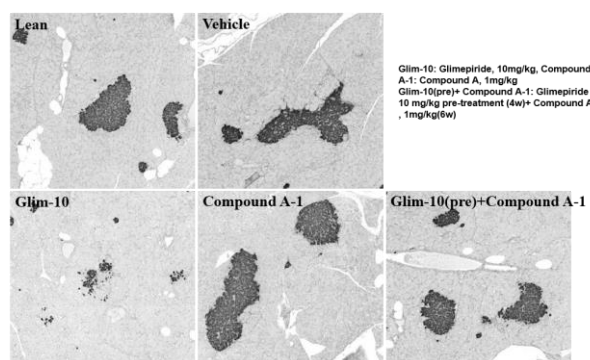 Lean
Vehicle
Glim-10: Glimepiride, 10mg/kg, Compound
A-1: Compound A, 1mg/kg
Glim-10(pre)+ Compound A-1: Glimepiride
10 mg/kg pre-treatment (4w)+ Compound A
, 1mg/kg(6w)
Glim-10
Compound A-1
Glim-10(pre)+Compound A-1